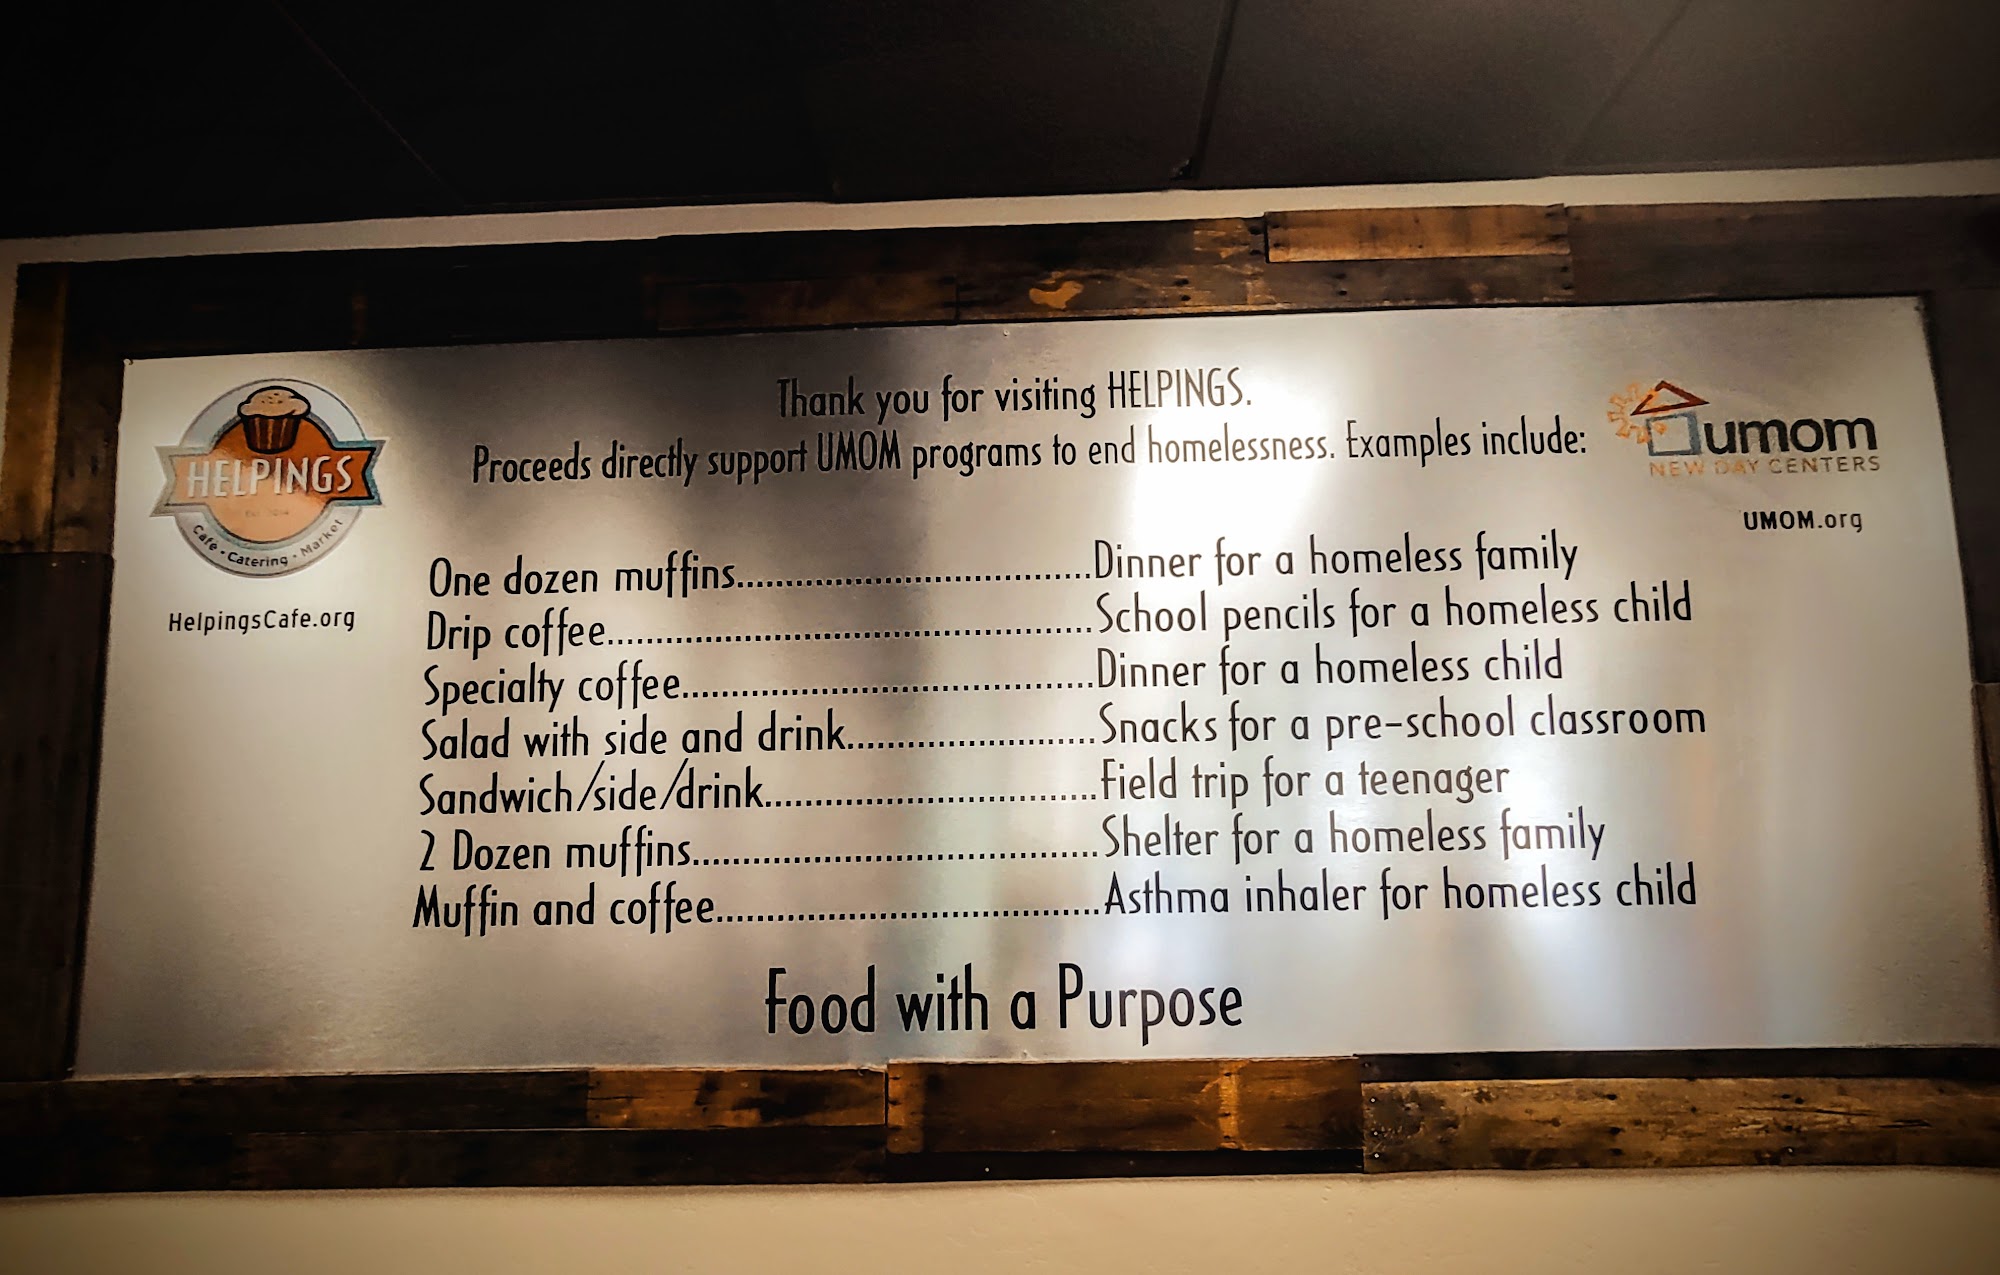 Thank you for visiting HELPINGS.
Proceeds directly support UMOM programs to end homelessness. Examples include:
HELPINGS
Est. 2014
Cafe • Catering • Market
HelpingsCafe.org
umom
NEW DAY CENTERS
UMOM.org
One dozen muffins....................................Dinner for a homeless family
Drip coffee.................................................School pencils for a homeless child
Specialty coffee..........................................Dinner for a homeless child
Salad with side and drink.........................Snacks for a pre-school classroom
Sandwich/side/drink..................................Field trip for a teenager
2 Dozen muffins.........................................Shelter for a homeless family
Muffin and coffee.......................................Asthma inhaler for homeless child
Food with a Purpose